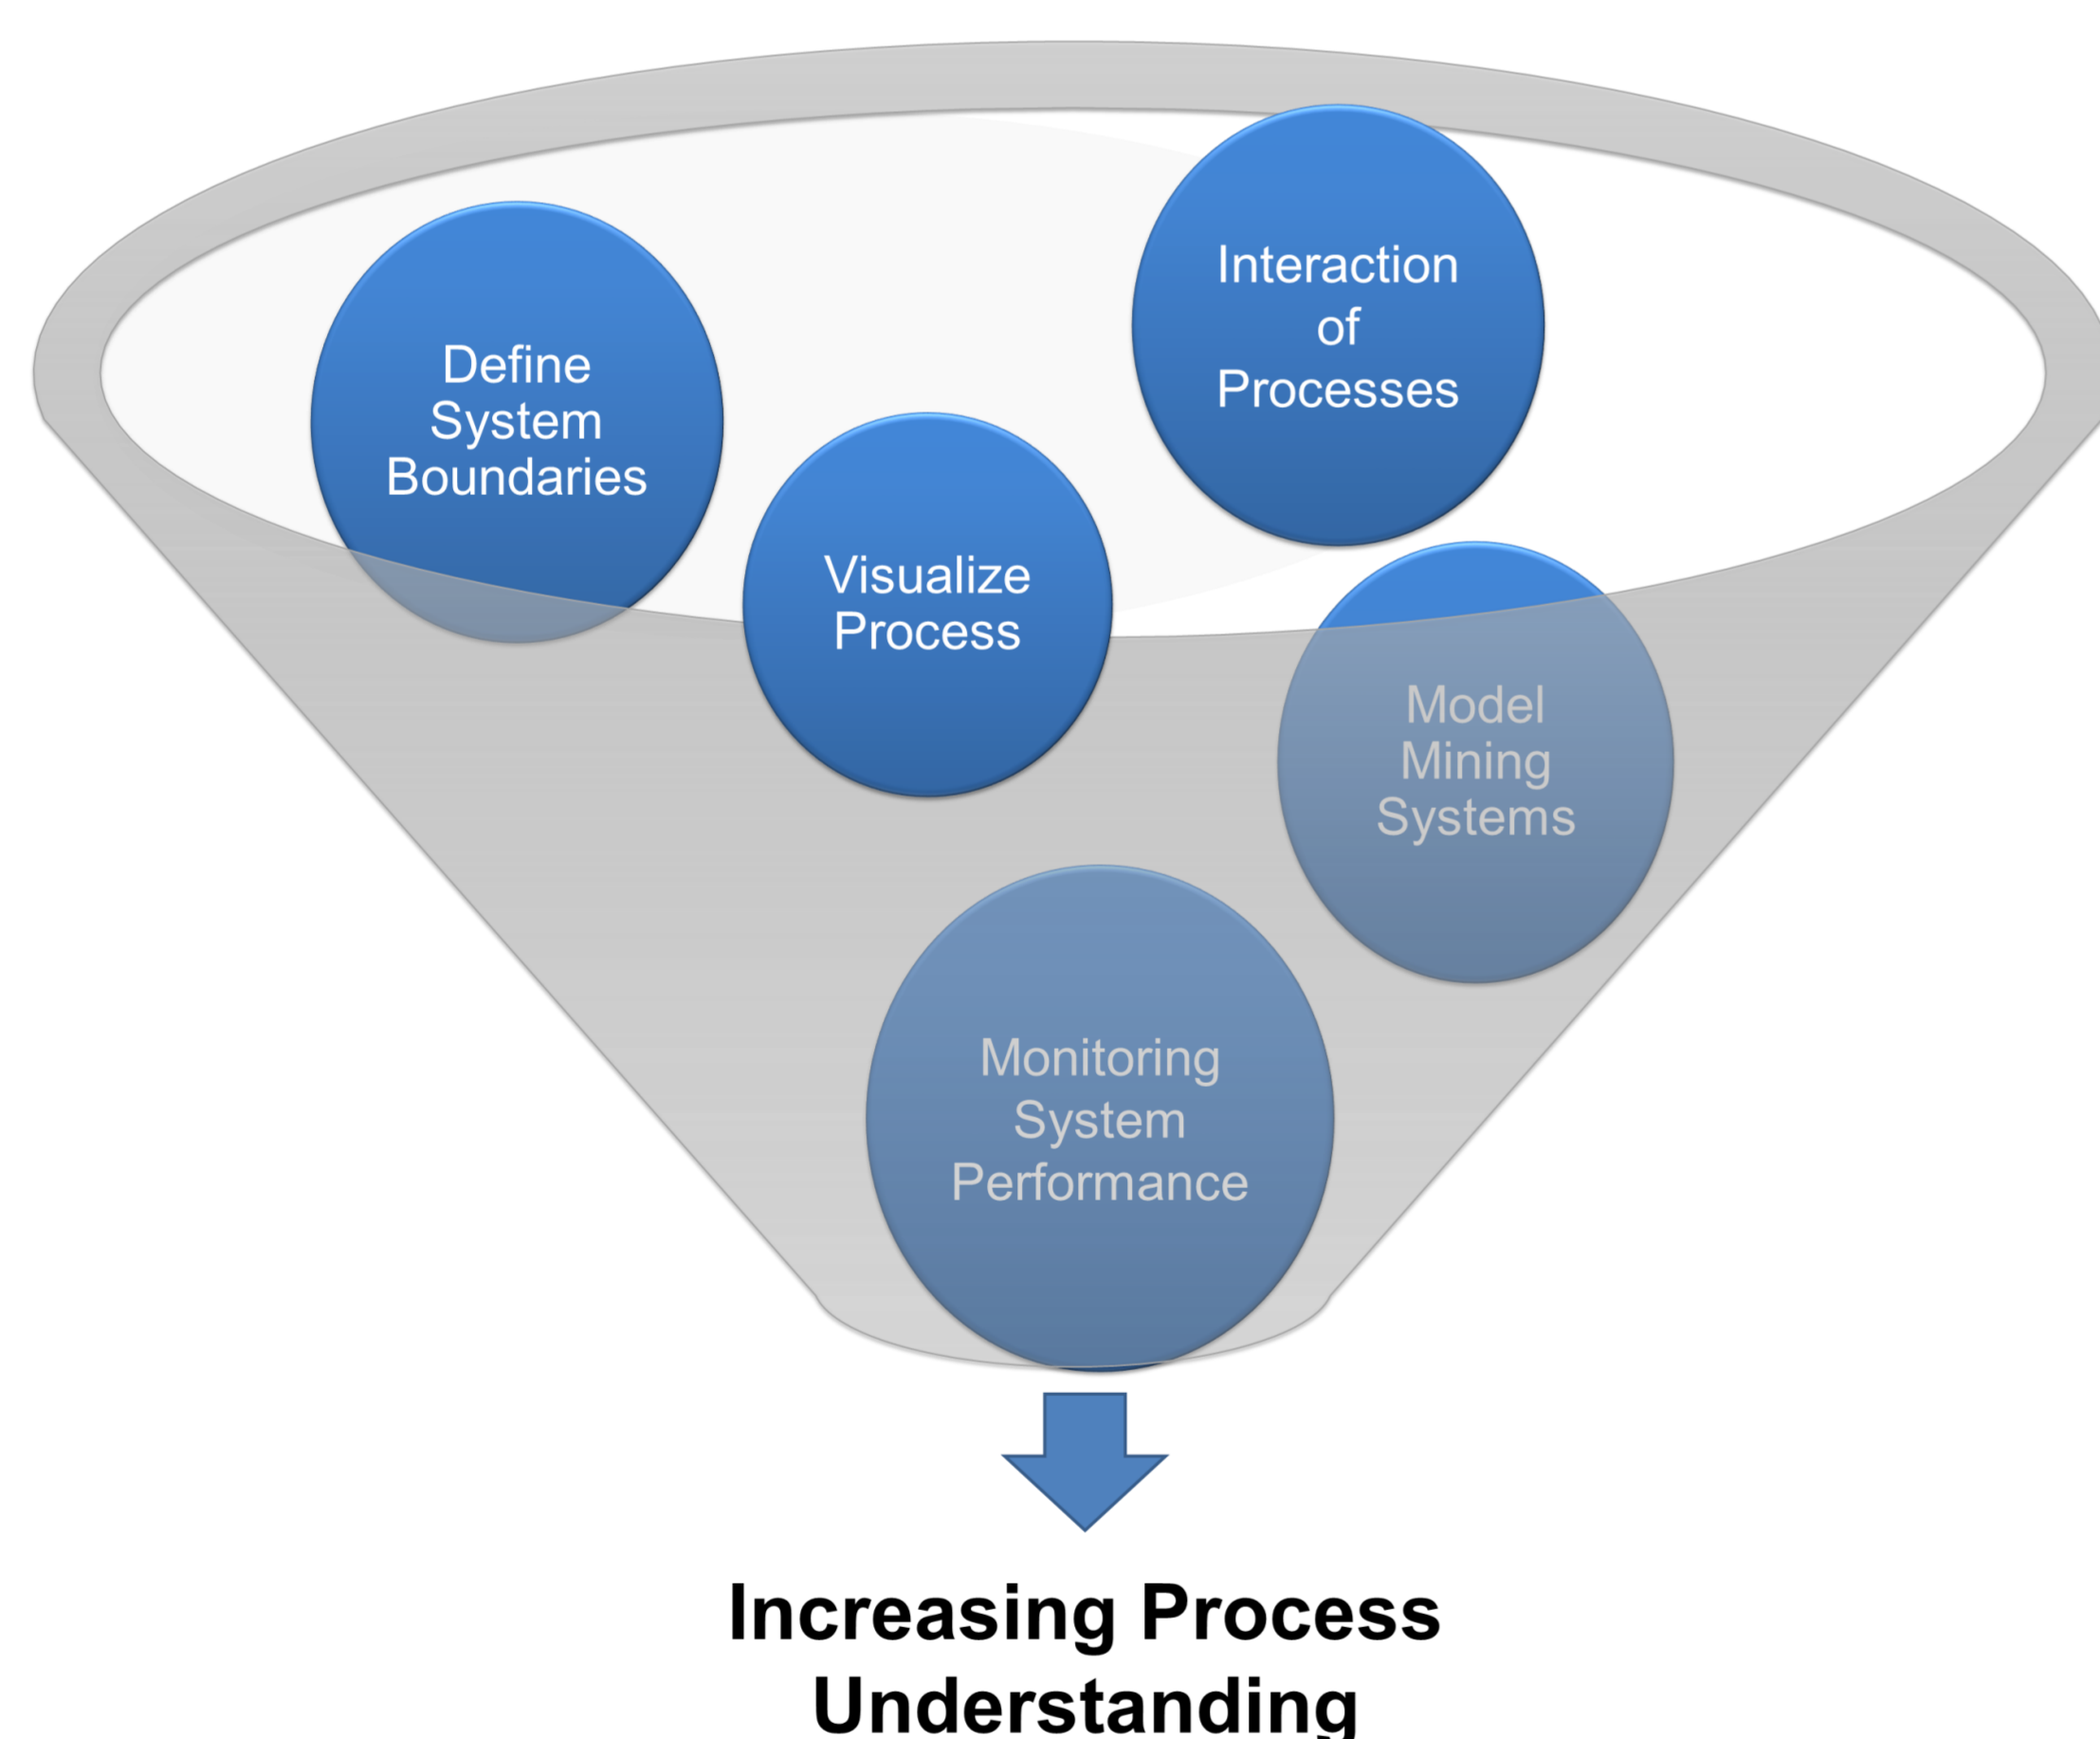 Define
System
Boundaries
Interaction
of
Processes
Visualize
Process
Model
Mining
Systems
Monitoring
System
Performance
Increasing Process
Understanding